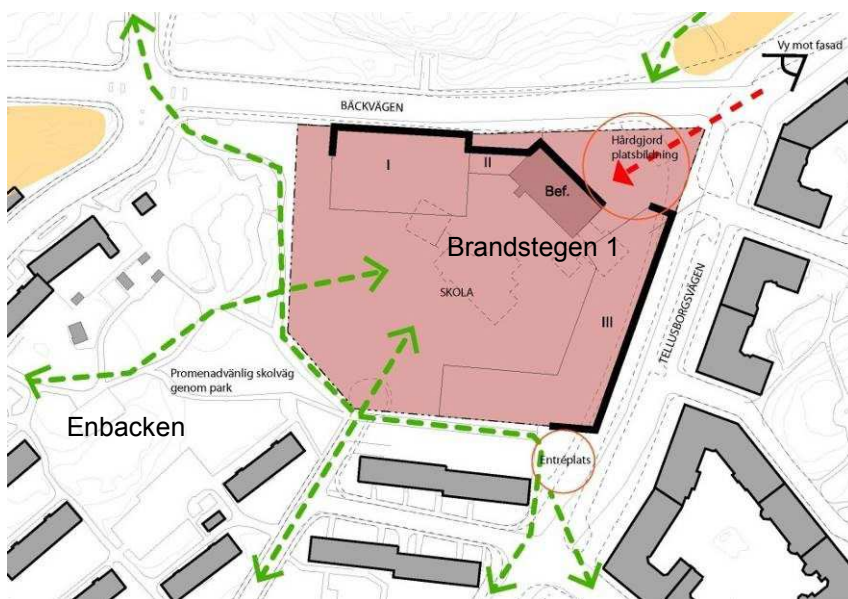 Vy mot fasad
BÄCKVÄGEN
Hårdgjord
platsbildning
I
II
Bef.
Brandstegen 1
SKOLA
III
TELLUSBORGSVÄGEN
Promenadvänlig skolväg
genom park
Enbacken
Entréplats